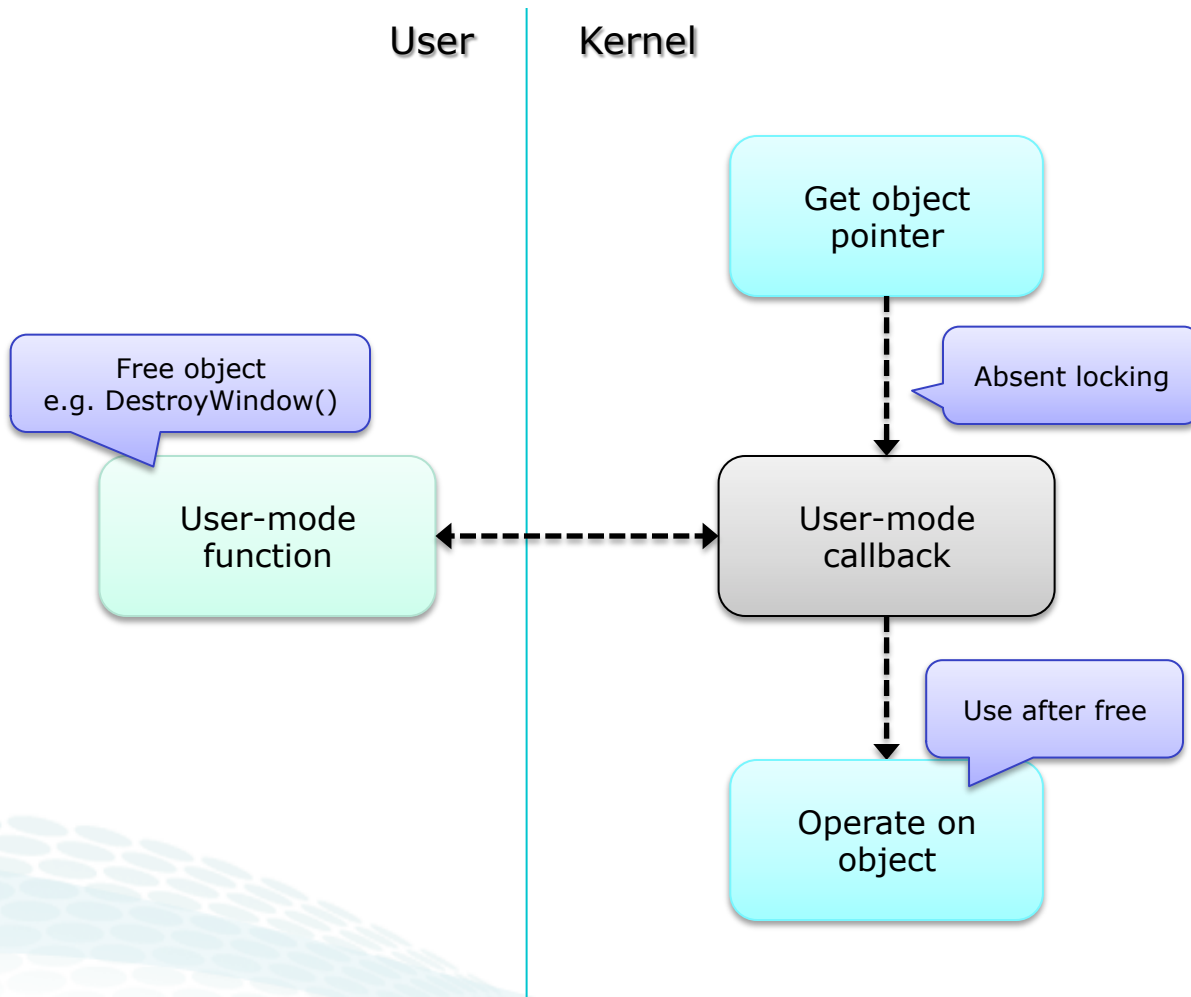 User
Kernel
Get object
pointer
Free object
e.g. DestroyWindow()
Absent locking
User-mode
function
User-mode
callback
Use after free
Operate on
object